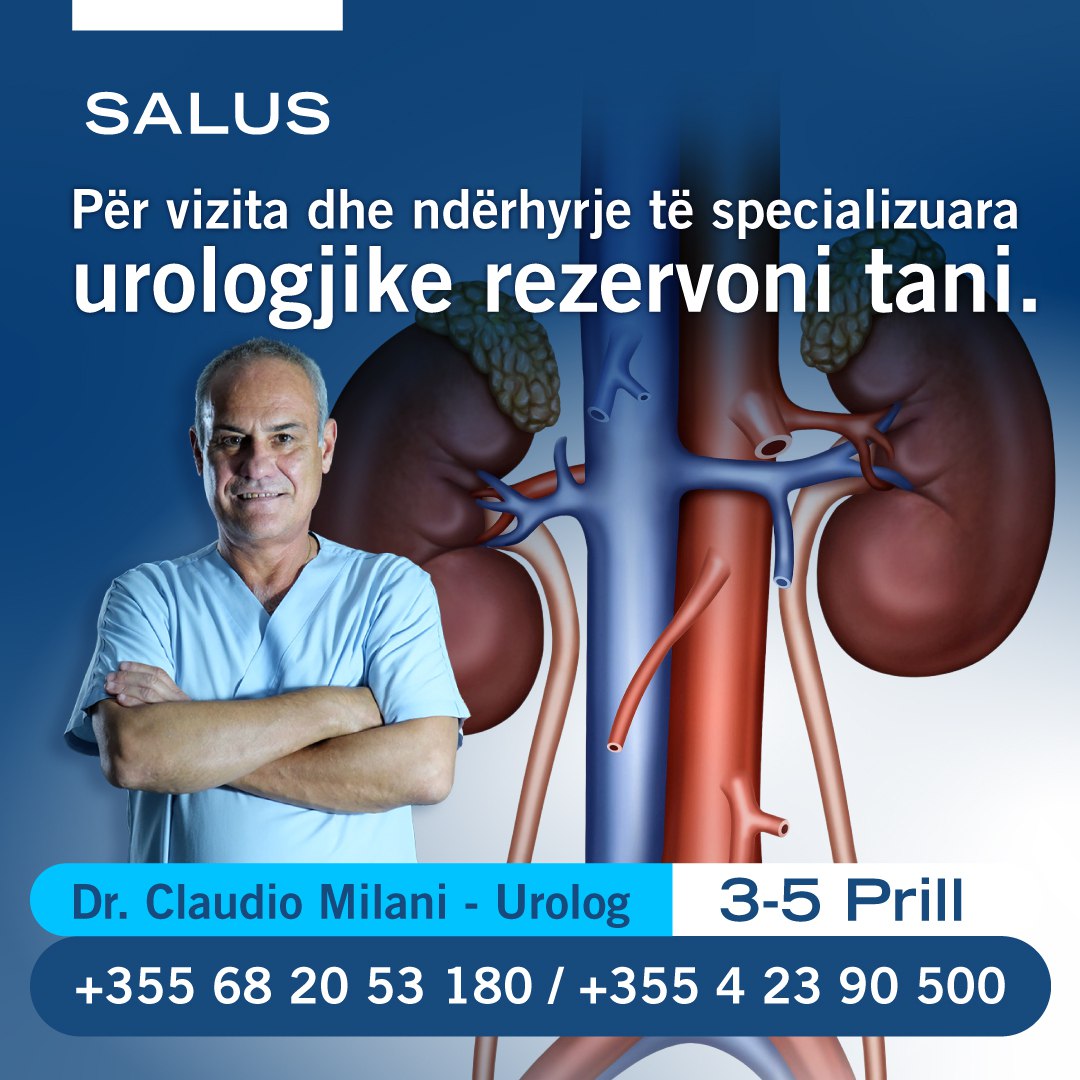 SALUS
Për vizita dhe ndërhyrje të specializuara
urologjike rezervoni tani.
Dr. Claudio Milani - Urolog
3-5 Prill
+355 68 20 53 180 / +355 4 23 90 500